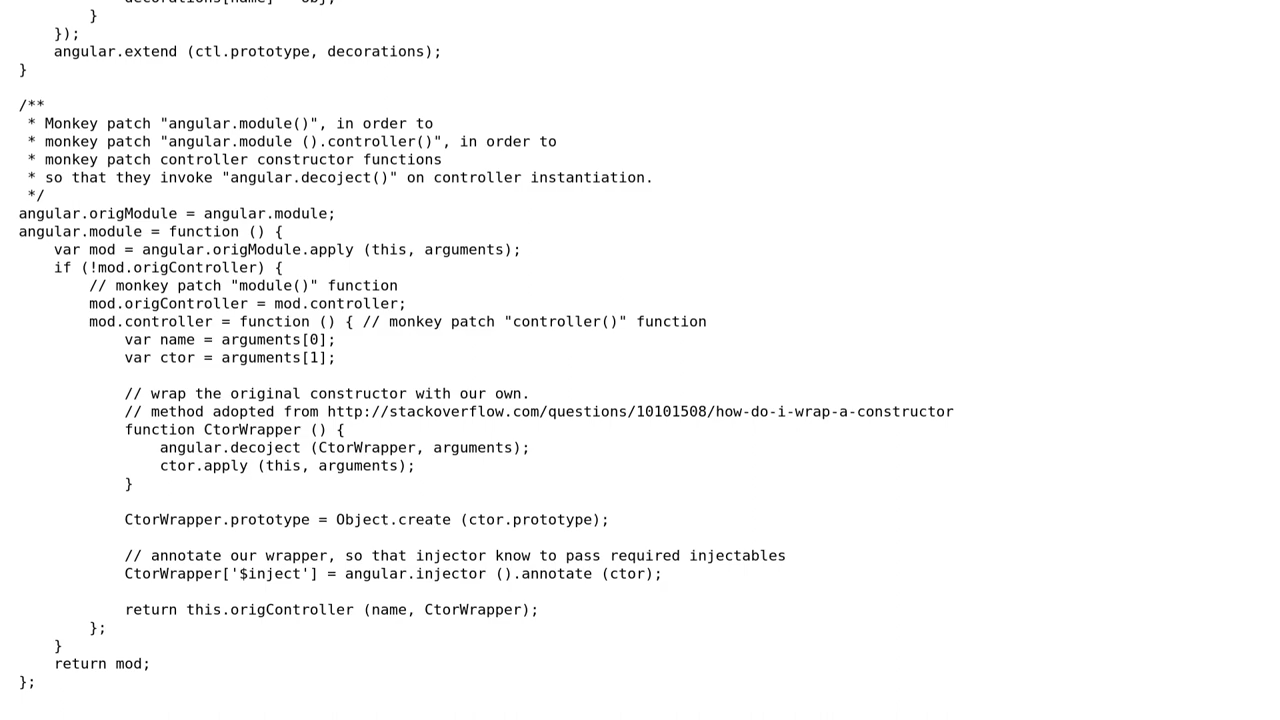 decorations[name] = obj;
        }
    });
    angular.extend (ctl.prototype, decorations);
}

/**
 * Monkey patch "angular.module()", in order to
 * monkey patch "angular.module ().controller()", in order to
 * monkey patch controller constructor functions
 * so that they invoke "angular.decoject()" on controller instantiation.
 */
angular.origModule = angular.module;
angular.module = function () {
    var mod = angular.origModule.apply (this, arguments);
    if (!mod.origController) {
        // monkey patch "module()" function
        mod.origController = mod.controller;
        mod.controller = function () { // monkey patch "controller()" function
            var name = arguments[0];
            var ctor = arguments[1];

            // wrap the original constructor with our own.
            // method adopted from http://stackoverflow.com/questions/10101508/how-do-i-wrap-a-constructor
            function CtorWrapper () {
                angular.decoject (CtorWrapper, arguments);
                ctor.apply (this, arguments);
            }

            CtorWrapper.prototype = Object.create (ctor.prototype);

            // annotate our wrapper, so that injector know to pass required injectables
            CtorWrapper['$inject'] = angular.injector ().annotate (ctor);

            return this.origController (name, CtorWrapper);
        };
    }
    return mod;
};